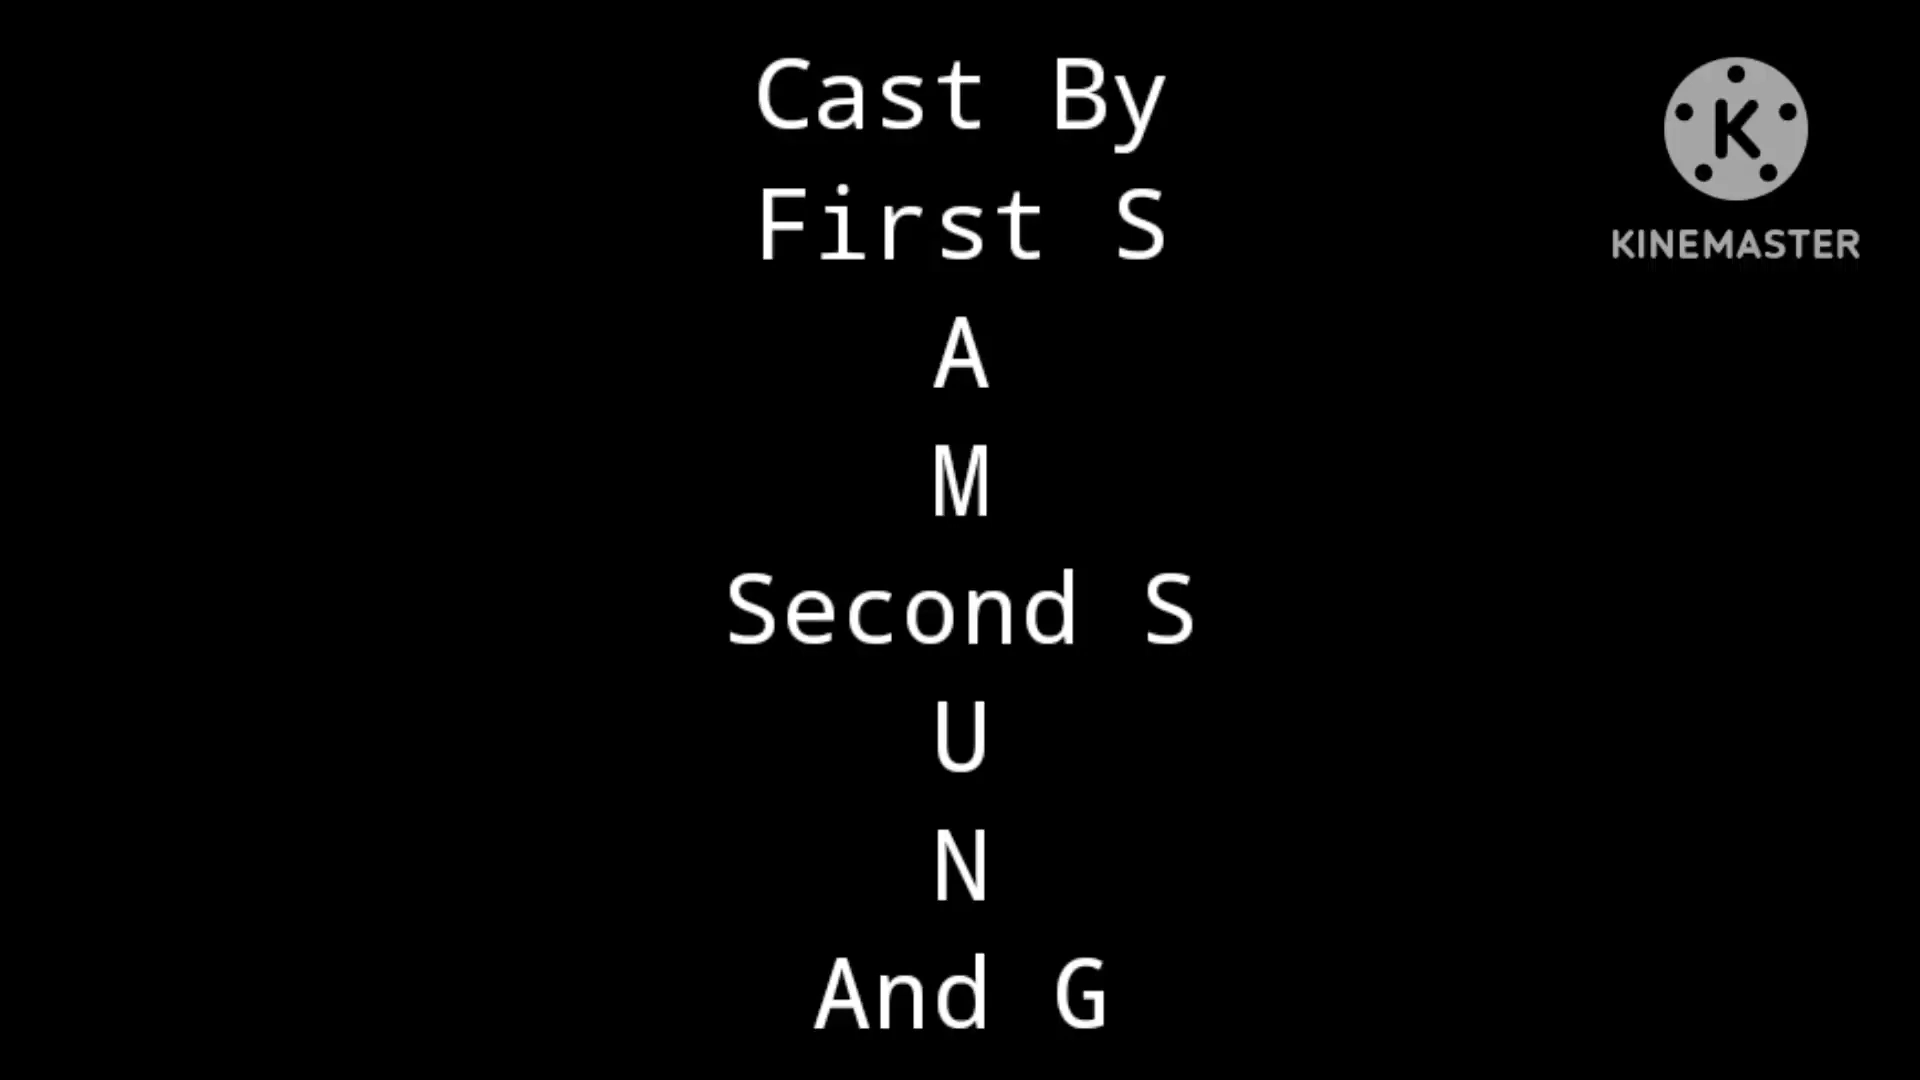 Cast By
First S
A
M
Second S
U
N
And G
K
KINEMASTER